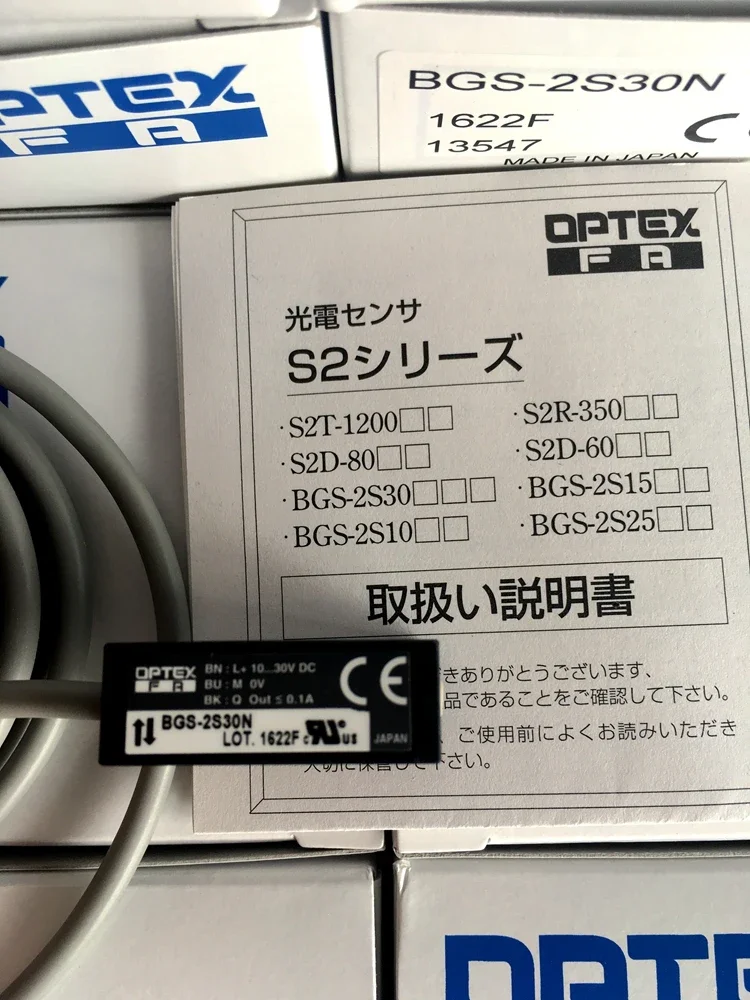 OPTEX
FA
BGS-2S30N
1622F
13547
MADE IN JAPAN
OPTEX
FA
光電センサ
S2シリーズ
·S2T-1200□□ ·S2R-350□□
·S2D-80□□ ·S2D-60□□
·BGS-2S30□□□ ·BGS-2S15□□
·BGS-2S10□□ ·BGS-2S25□□
取扱い説明書
きありがとうございます、
品であることをご確認して下さい。
、ご使用前によくお読みいただき
大切に保管して下さい。
OPTEX
FA
BN : L+ 10...30V DC
BU : M 0V
BK : Q Out ≤ 0.1A
CE
BGS-2S30N
LOT. 1622F c RU us
JAPAN
OPTEX